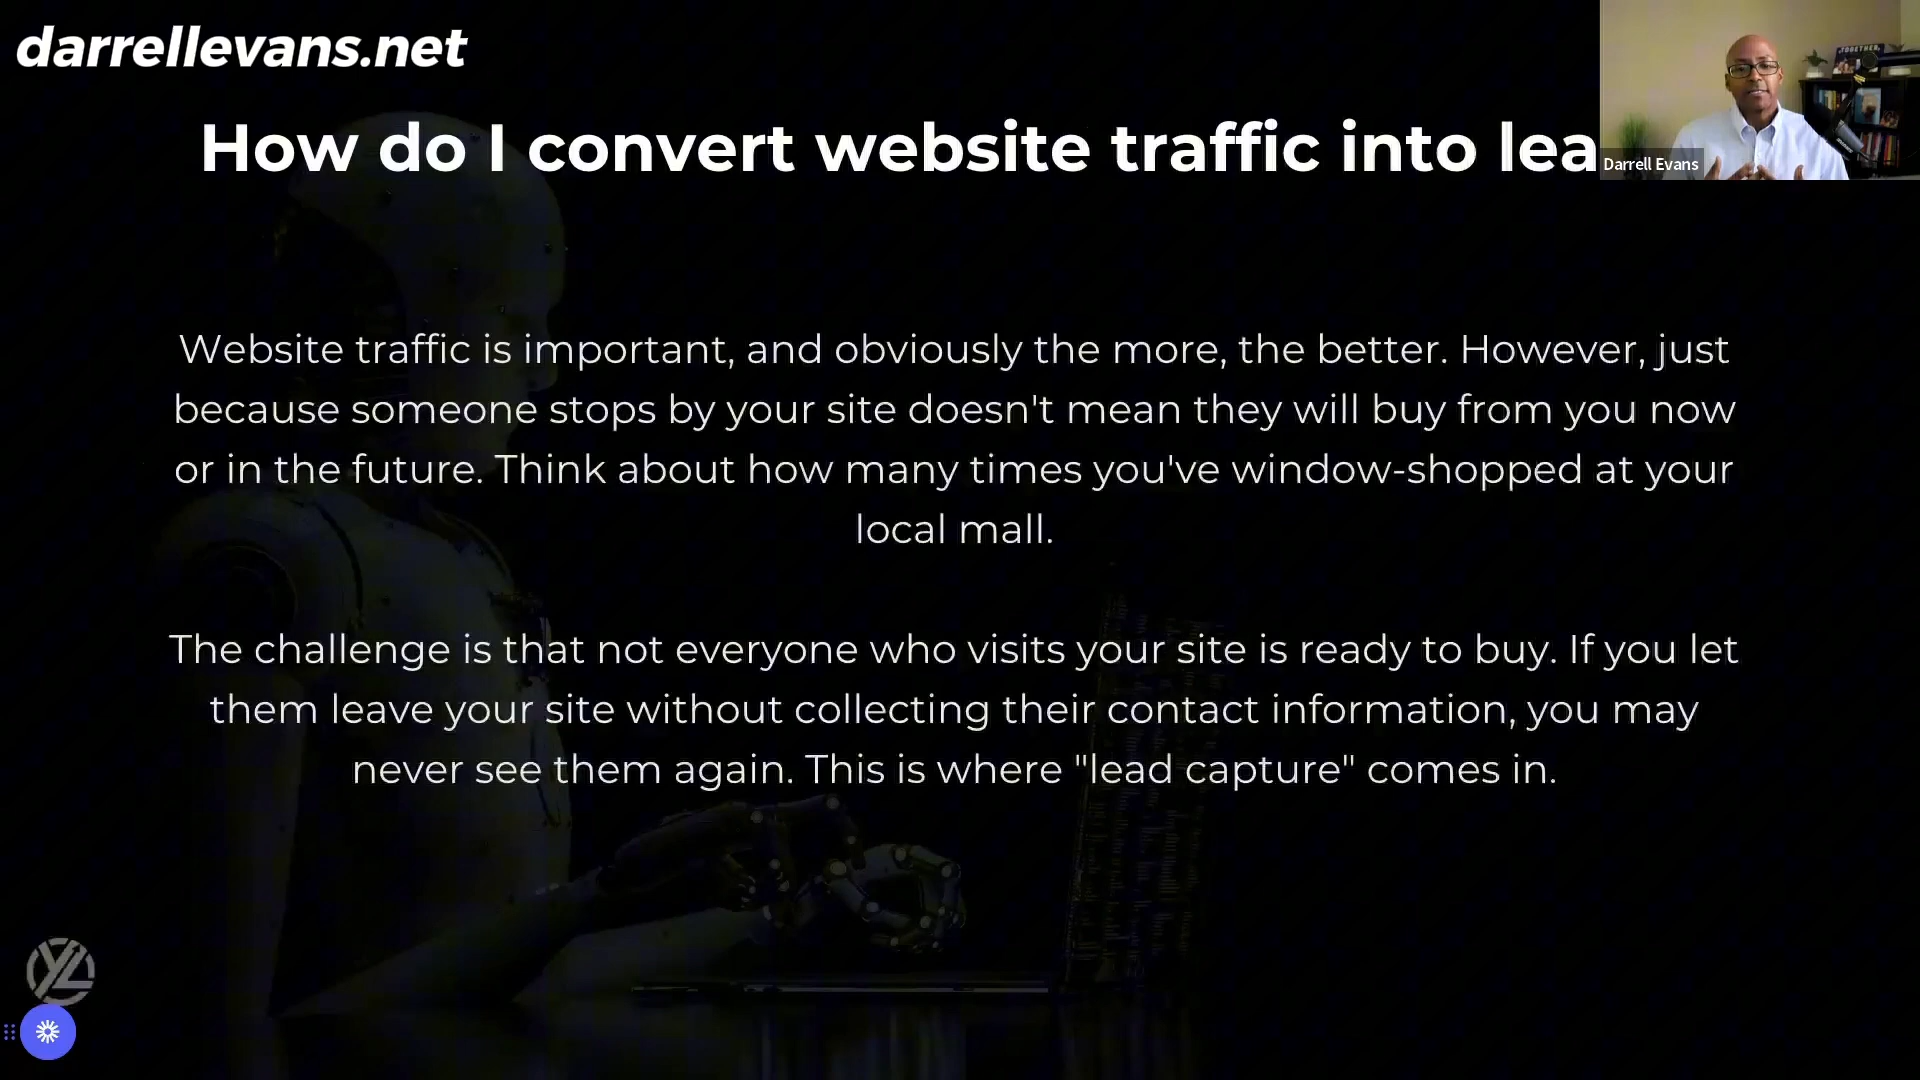 darrellevans.net
How do I convert website traffic into lea
Darrell Evans
Website traffic is important, and obviously the more, the better. However, just
because someone stops by your site doesn't mean they will buy from you now
or in the future. Think about how many times you've window-shopped at your
local mall.
The challenge is that not everyone who visits your site is ready to buy. If you let
them leave your site without collecting their contact information, you may
never see them again. This is where "lead capture" comes in.
TOGETHER